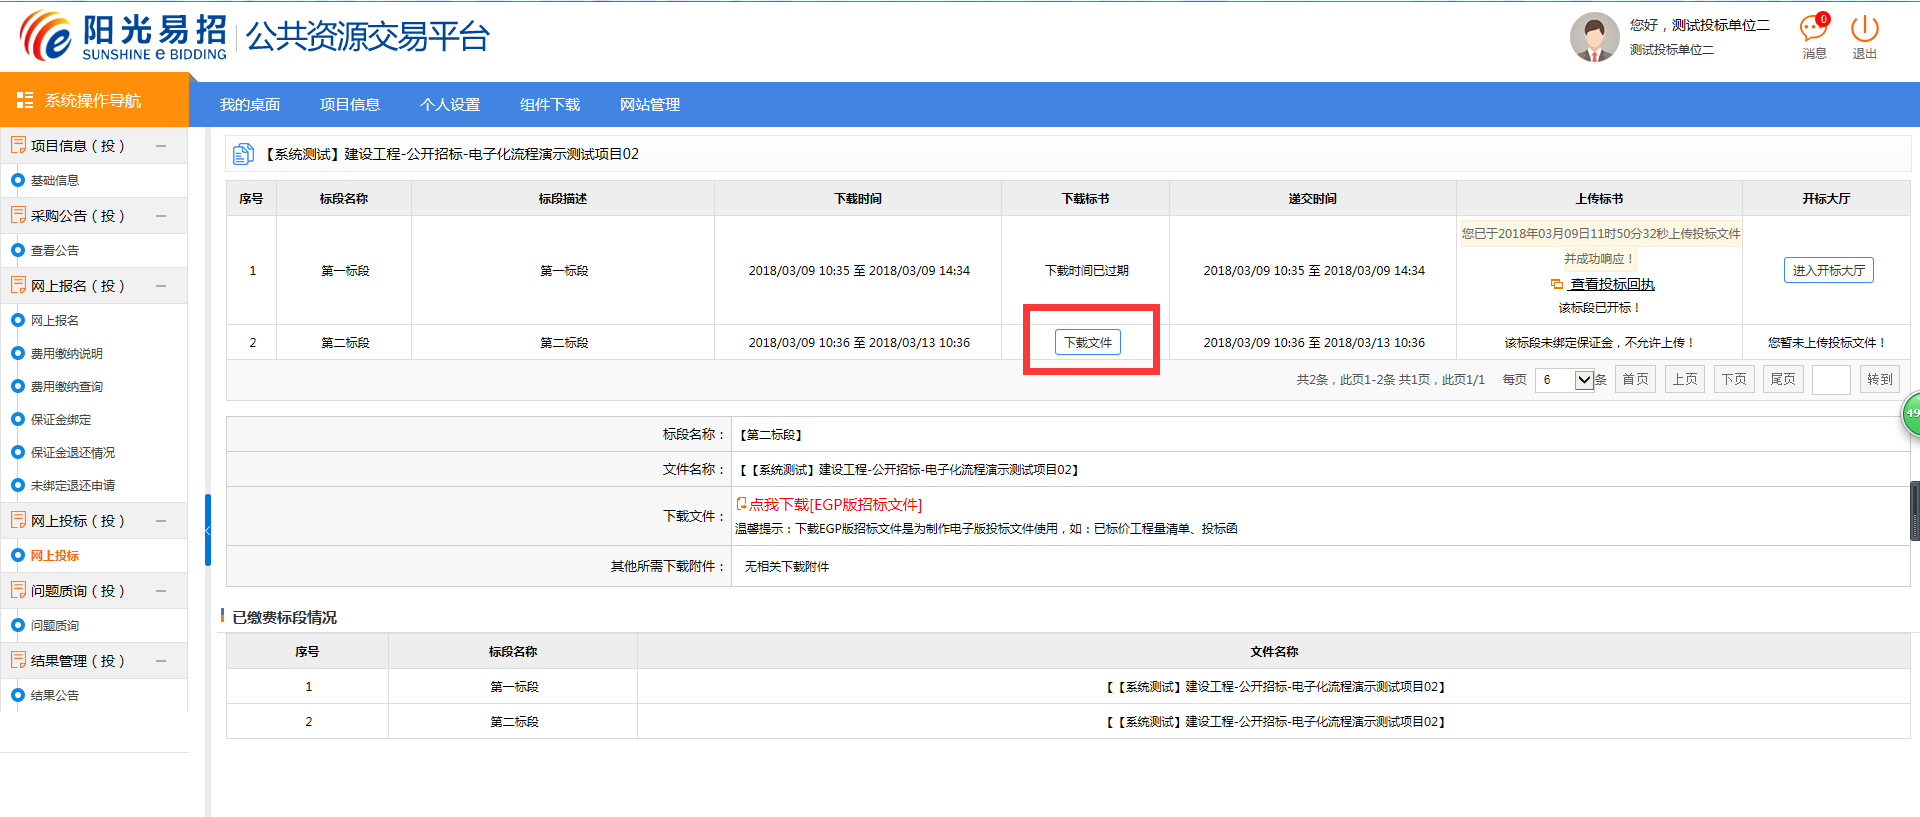 阳光易招
SUNSHINE e BIDDING
公共资源交易平台
您好，测试投标单位二
测试投标单位二
0
消息
退出
系统操作导航
我的桌面 项目信息 个人设置 组件下载 网站管理
项目信息（投）
基础信息
采购公告（投）
查看公告
网上报名（投）
网上报名
费用缴纳说明
费用缴纳查询
保证金绑定
保证金退还情况
未绑定退还申请
网上投标（投）
网上投标
问题质询（投）
问题质询
结果管理（投）
结果公告
【系统测试】建设工程-公开招标-电子化流程演示测试项目02
序号 标段名称 标段描述 下载时间 下载标书 递交时间 上传标书 开标大厅
1 第一标段 第一标段 2018/03/09 10:35 至 2018/03/09 14:34 下载时间已过期 2018/03/09 10:35 至 2018/03/09 14:34
您已于2018年03月09日11时50分32秒上传投标文件
并成功响应！
查看投标回执
该标段已开标！
进入开标大厅
2 第二标段 第二标段 2018/03/09 10:36 至 2018/03/13 10:36 下载文件 2018/03/09 10:36 至 2018/03/13 10:36 该标段未绑定保证金，不允许上传！ 您暂未上传投标文件！
共2条，此页1-2条 共1页，此页1/1 每页 6 条 首页 上页 下页 尾页 转到
49
标段名称： 【第二标段】
文件名称： 【【系统测试】建设工程-公开招标-电子化流程演示测试项目02】
下载文件： 点我下载[EGP版招标文件]
温馨提示：下载EGP版招标文件是为制作电子版投标文件使用，如：已标价工程量清单、投标函
其他所需下载附件： 无相关下载附件
已缴费标段情况
序号 标段名称 文件名称
1 第一标段 【【系统测试】建设工程-公开招标-电子化流程演示测试项目02】
2 第二标段 【【系统测试】建设工程-公开招标-电子化流程演示测试项目02】